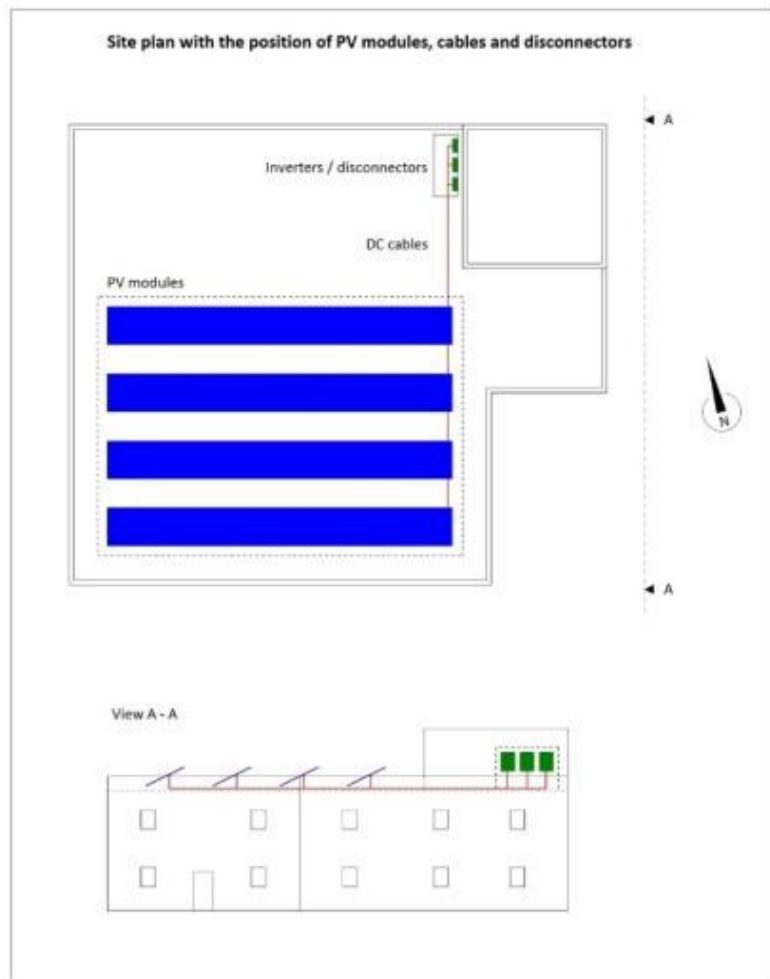 Site plan with the position of PV modules, cables and disconnectors
A
Inverters / disconnectors
DC cables
PV modules
N
A
View A - A